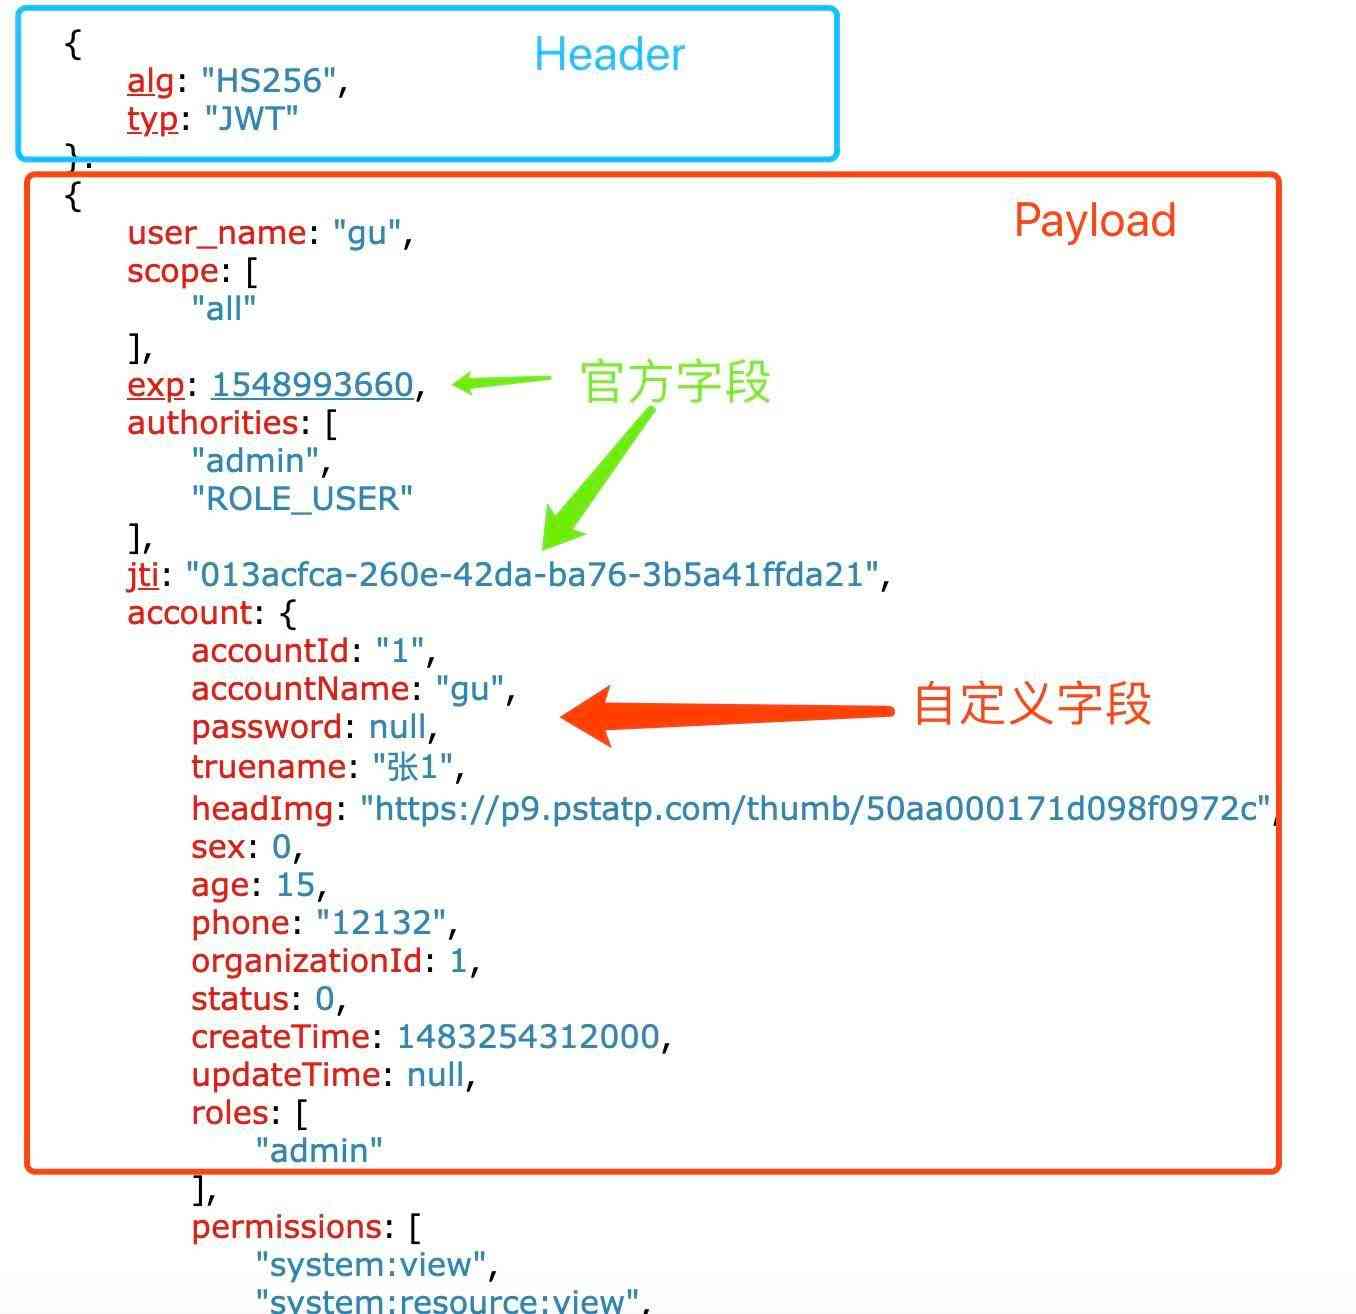 {
Header
alg: "HS256",
typ: "JWT"
}.
{
Payload
user_name: "gu",
scope: [
"all"
],
exp: 1548993660,
官方字段
authorities: [
"admin",
"ROLE_USER"
],
jti: "013acfca-260e-42da-ba76-3b5a41ffda21",
account: {
accountId: "1",
accountName: "gu",
自定义字段
password: null,
truename: "张1",
headImg: "https://p9.pstatp.com/thumb/50aa000171d098f0972c",
sex: 0,
age: 15,
phone: "12132",
organizationId: 1,
status: 0,
createTime: 1483254312000,
updateTime: null,
roles: [
"admin"
],
permissions: [
"system:view",
"system:resource:view",